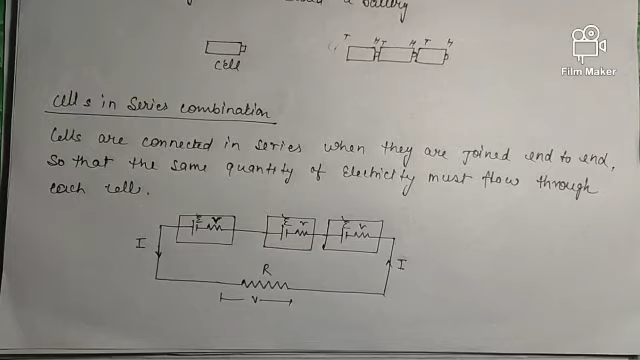 a battery
T H T H T H
cell
Film Maker
Cells in Series combination
Cells are connected in series when they are joined end to end,
So that the same quantity of Electricity must flow through
each cell.
E r E r E r
I R I
V